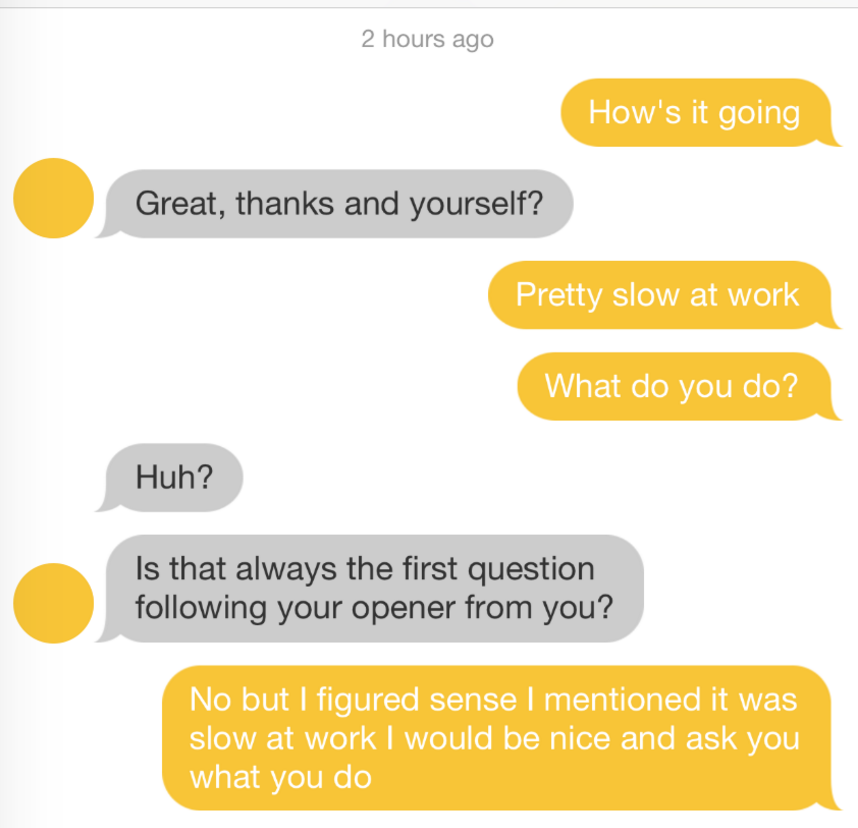 2 hours ago
How's it going
Great, thanks and yourself?
Pretty slow at work
What do you do?
Huh?
Is that always the first question
following your opener from you?
No but I figured sense I mentioned it was
slow at work I would be nice and ask you
what you do